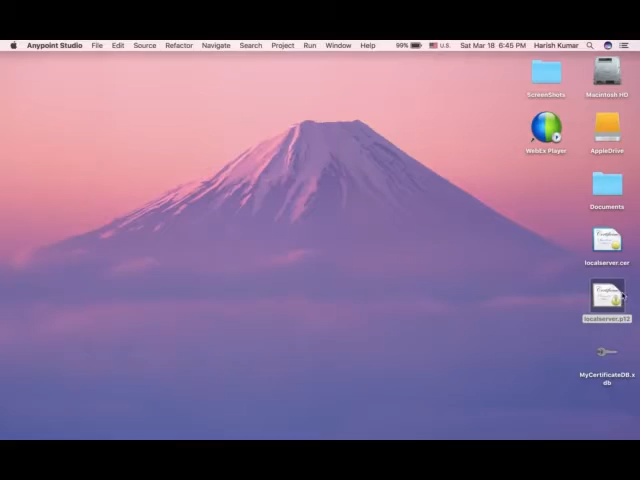 Anypoint Studio File Edit Source Refactor Navigate Search Project Run Window Help 99% U.S. Sat Mar 18 6:45 PM Harish Kumar
ScreenShots
Macintosh HD
WebEx Player
AppleDrive
Documents
localserver.cer
localserver.p12
MyCertificateDB.x
db